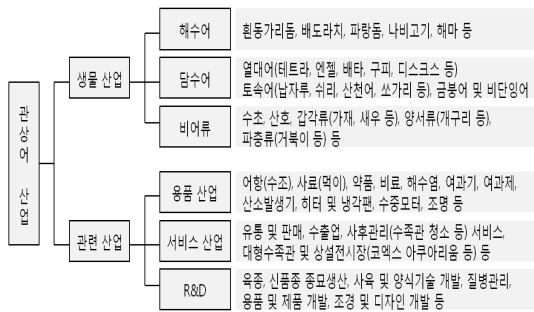 관상어 산업
생물 산업
해수어
흰동가리돔, 배도라치, 파랑돔, 나비고기, 해마 등
담수어
열대어(테트라, 엔젤, 배타, 구피, 디스크스 등)
토속어(납자루, 쉬리, 산천어, 쏘가리 등), 금붕어 및 비단잉어
비어류
수초, 산호, 갑각류(가재, 새우 등), 양서류(개구리 등),
파충류(거북이 등) 등
관련 산업
용품 산업
어항(수조), 사료(먹이), 약품, 비료, 해수염, 여과기, 여과제,
산소발생기, 히터 및 냉각팬, 수중모터, 조명 등
서비스 산업
유통 및 판매, 수출업, 사후관리(수족관 청소 등) 서비스,
대형수족관 및 상설전시장(코엑스 아쿠아리움 등) 등
R&D
육종, 신품종 종묘생산, 사육 및 양식기술 개발, 질병관리,
용품 및 제품 개발, 조경 및 디자인 개발 등